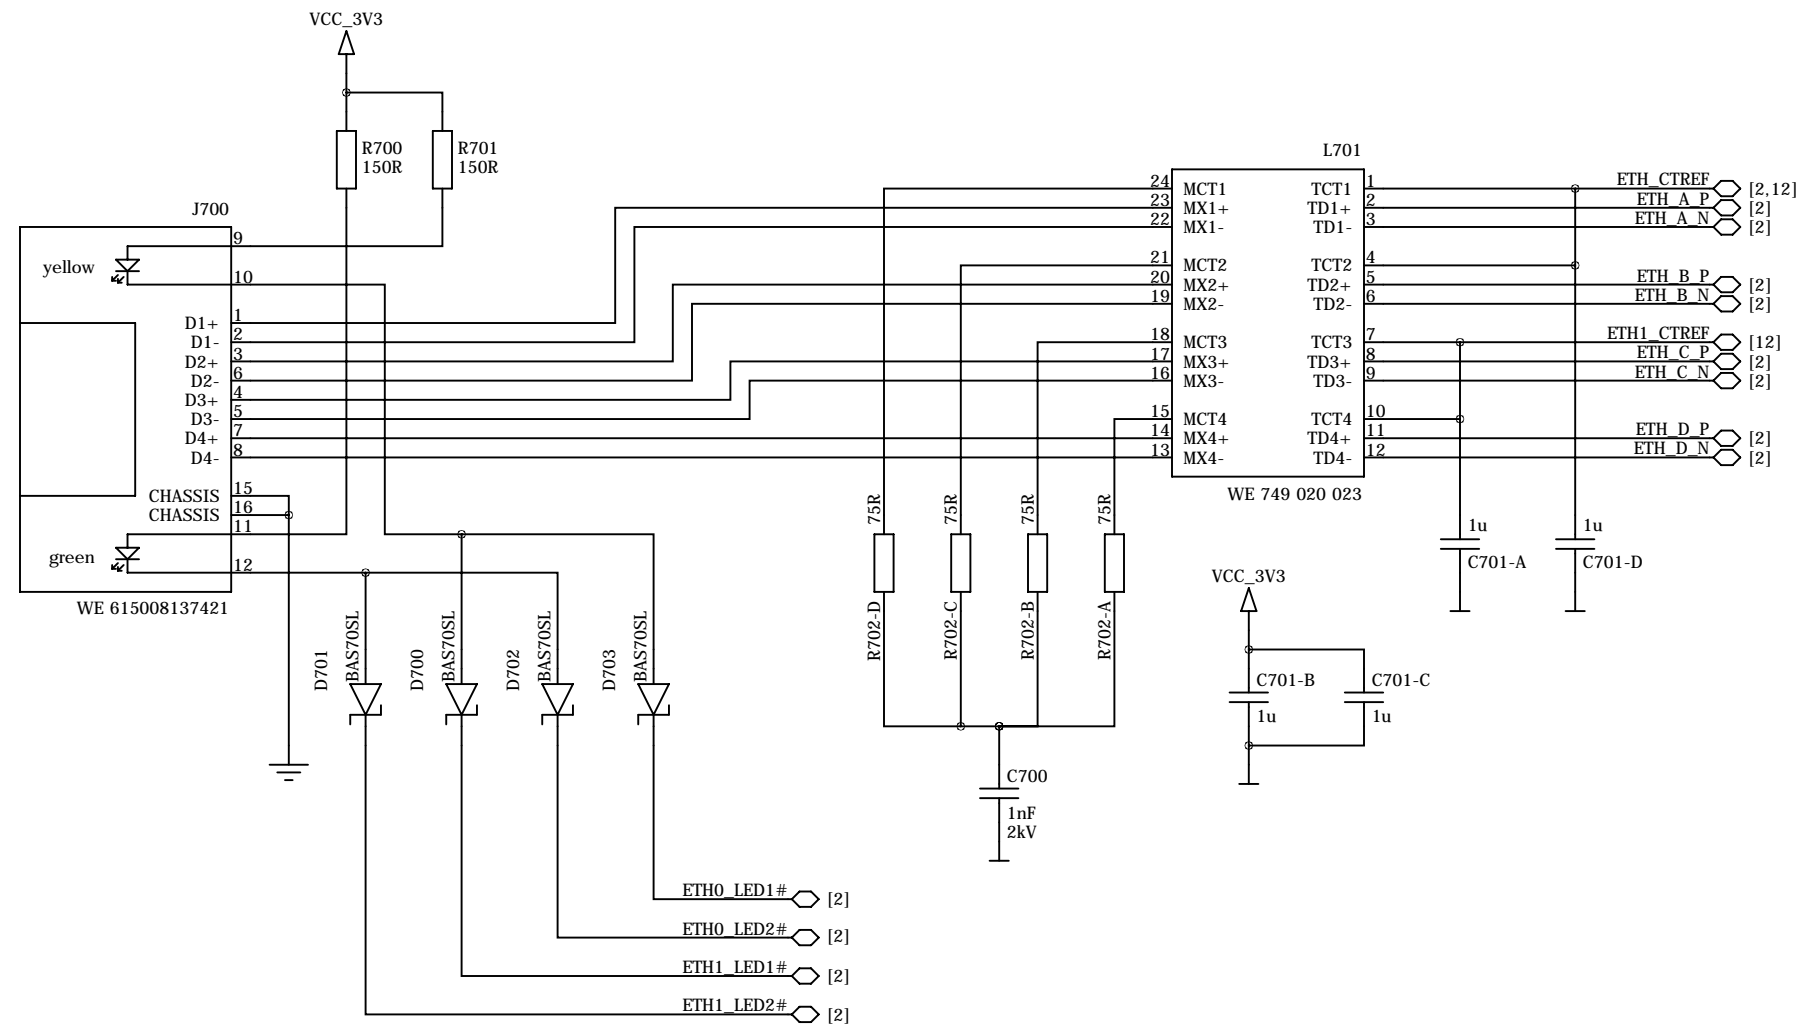 VCC_3V3
R700
150R
R701
150R
J700
yellow
9
10
D1+ 1
D1- 2
D2+ 3
D2- 6
D3+ 4
D3- 5
D4+ 7
D4- 8
CHASSIS 15
CHASSIS 16
11
green
12
WE 615008137421
D701 BAS70SL
D700 BAS70SL
D702 BAS70SL
D703 BAS70SL
ETH0_LED1# [2]
ETH0_LED2# [2]
ETH1_LED1# [2]
ETH1_LED2# [2]
L701
24 MCT1 TCT1 1 ETH_CTREF [2,12]
23 MX1+ TD1+ 2 ETH_A_P [2]
22 MX1- TD1- 3 ETH_A_N [2]
21 MCT2 TCT2 4
20 MX2+ TD2+ 5 ETH_B_P [2]
19 MX2- TD2- 6 ETH_B_N [2]
18 MCT3 TCT3 7 ETH1_CTREF [12]
17 MX3+ TD3+ 8 ETH_C_P [2]
16 MX3- TD3- 9 ETH_C_N [2]
15 MCT4 TCT4 10
14 MX4+ TD4+ 11 ETH_D_P [2]
13 MX4- TD4- 12 ETH_D_N [2]
WE 749 020 023
75R
R702-D
75R
R702-C
75R
R702-B
75R
R702-A
C700
1nF
2kV
1u
C701-A
1u
C701-D
VCC_3V3
C701-B
1u
C701-C
1u